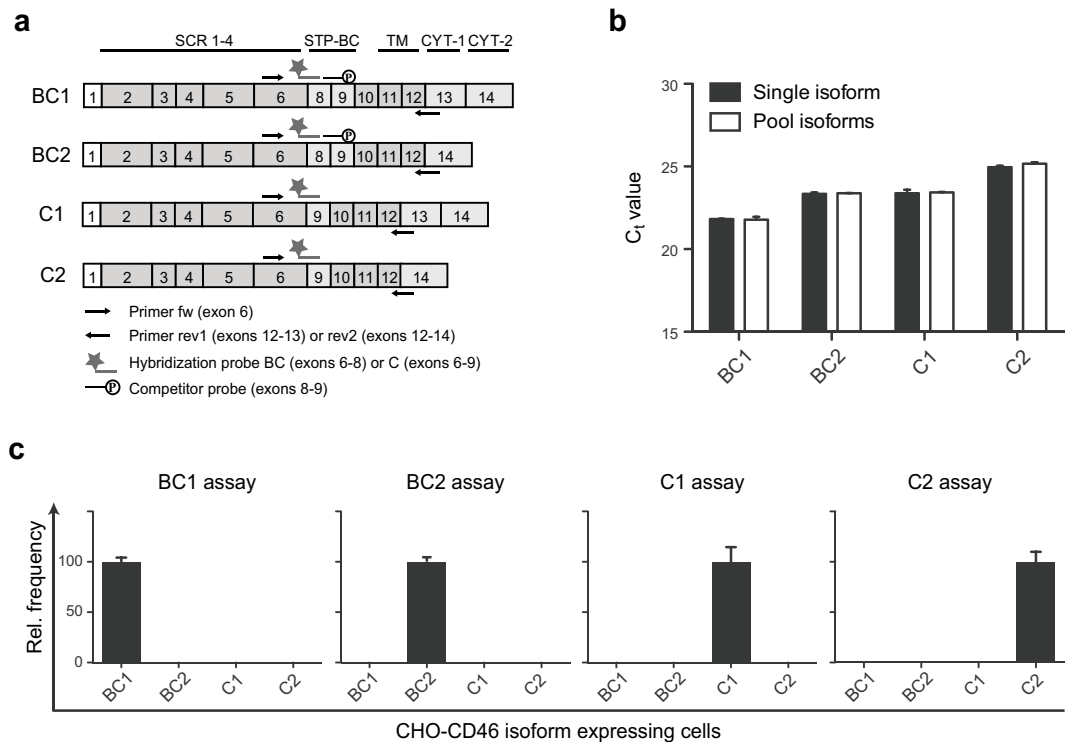 a
SCR 1-4 STP-BC TM CYT-1 CYT-2
P
BC1 1 2 3 4 5 6 8 9 10 11 12 13 14
P
BC2 1 2 3 4 5 6 8 9 10 11 12 14
C1 1 2 3 4 5 6 9 10 11 12 13 14
C2 1 2 3 4 5 6 9 10 11 12 14
Primer fw (exon 6)
Primer rev1 (exons 12-13) or rev2 (exons 12-14)
Hybridization probe BC (exons 6-8) or C (exons 6-9)
P Competitor probe (exons 8-9)
b
Ct value
30
25
20
15
Single isoform
Pool isoforms
BC1 BC2 C1 C2
c
BC1 assay BC2 assay C1 assay C2 assay
Rel. frequency
100
50
0
BC1 BC2 C1 C2 BC1 BC2 C1 C2 BC1 BC2 C1 C2 BC1 BC2 C1 C2
CHO-CD46 isoform expressing cells